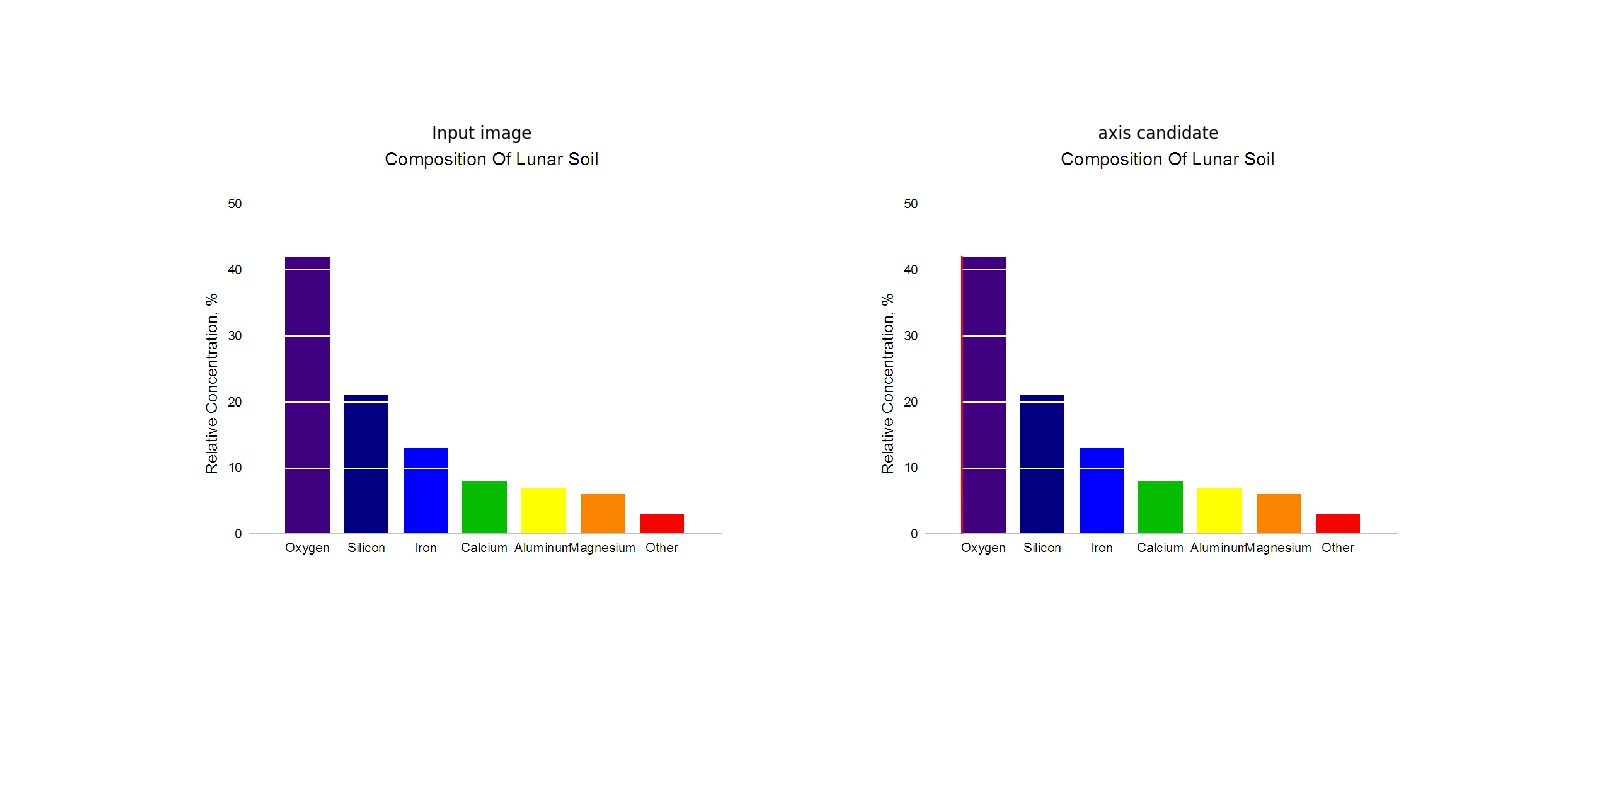 Input image
Composition Of Lunar Soil
50
40
30
20
10
0
Relative Concentration, %
Oxygen Silicon Iron Calcium Aluminum Magnesium Other
axis candidate
Composition Of Lunar Soil
50
40
30
20
10
0
Relative Concentration, %
Oxygen Silicon Iron Calcium Aluminum Magnesium Other